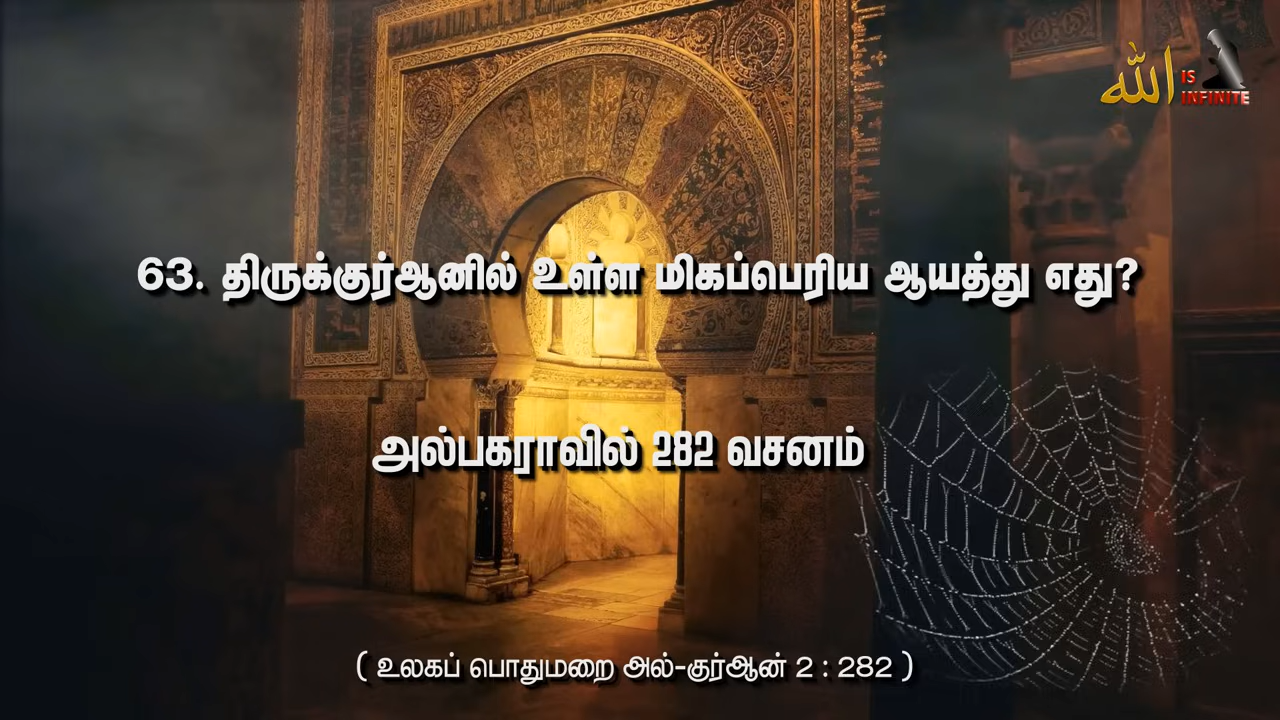 الله
IS
INFINITE
63. திருக்குர்ஆனில் உள்ள மிகப்பெரிய ஆயத்து எது?
அல்பகராவில் 282 வசனம்
( உலகப் பொதுமறை அல்-குர்ஆன் 2 : 282 )